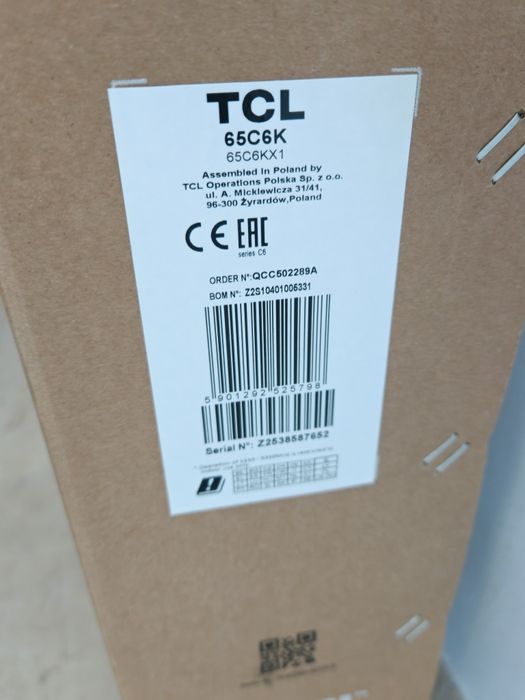 TCL
65C6K
65C6KX1
Assembled in Poland by
TCL Operations Polska Sp. z o.o.
ul. A. Mickiewicza 31/41,
96-300 Żyrardów,Poland
CE EAC
series C6
ORDER N°:QCC502289A
BOM N°: Z2S10401006331
5 901292 525798
Serial N°: Z2538587652